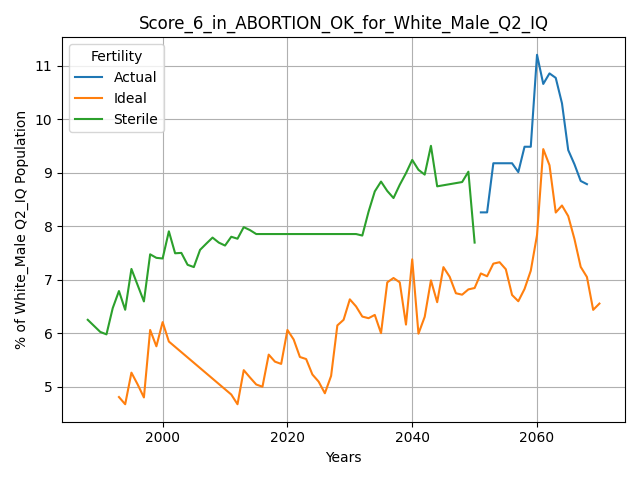 Score_6_in_ABORTION_OK_for_White_Male_Q2_IQ
Fertility
Actual
Ideal
Sterile
% of White_Male Q2_IQ Population
11
10
9
8
7
6
5
2000 2020 2040 2060
Years